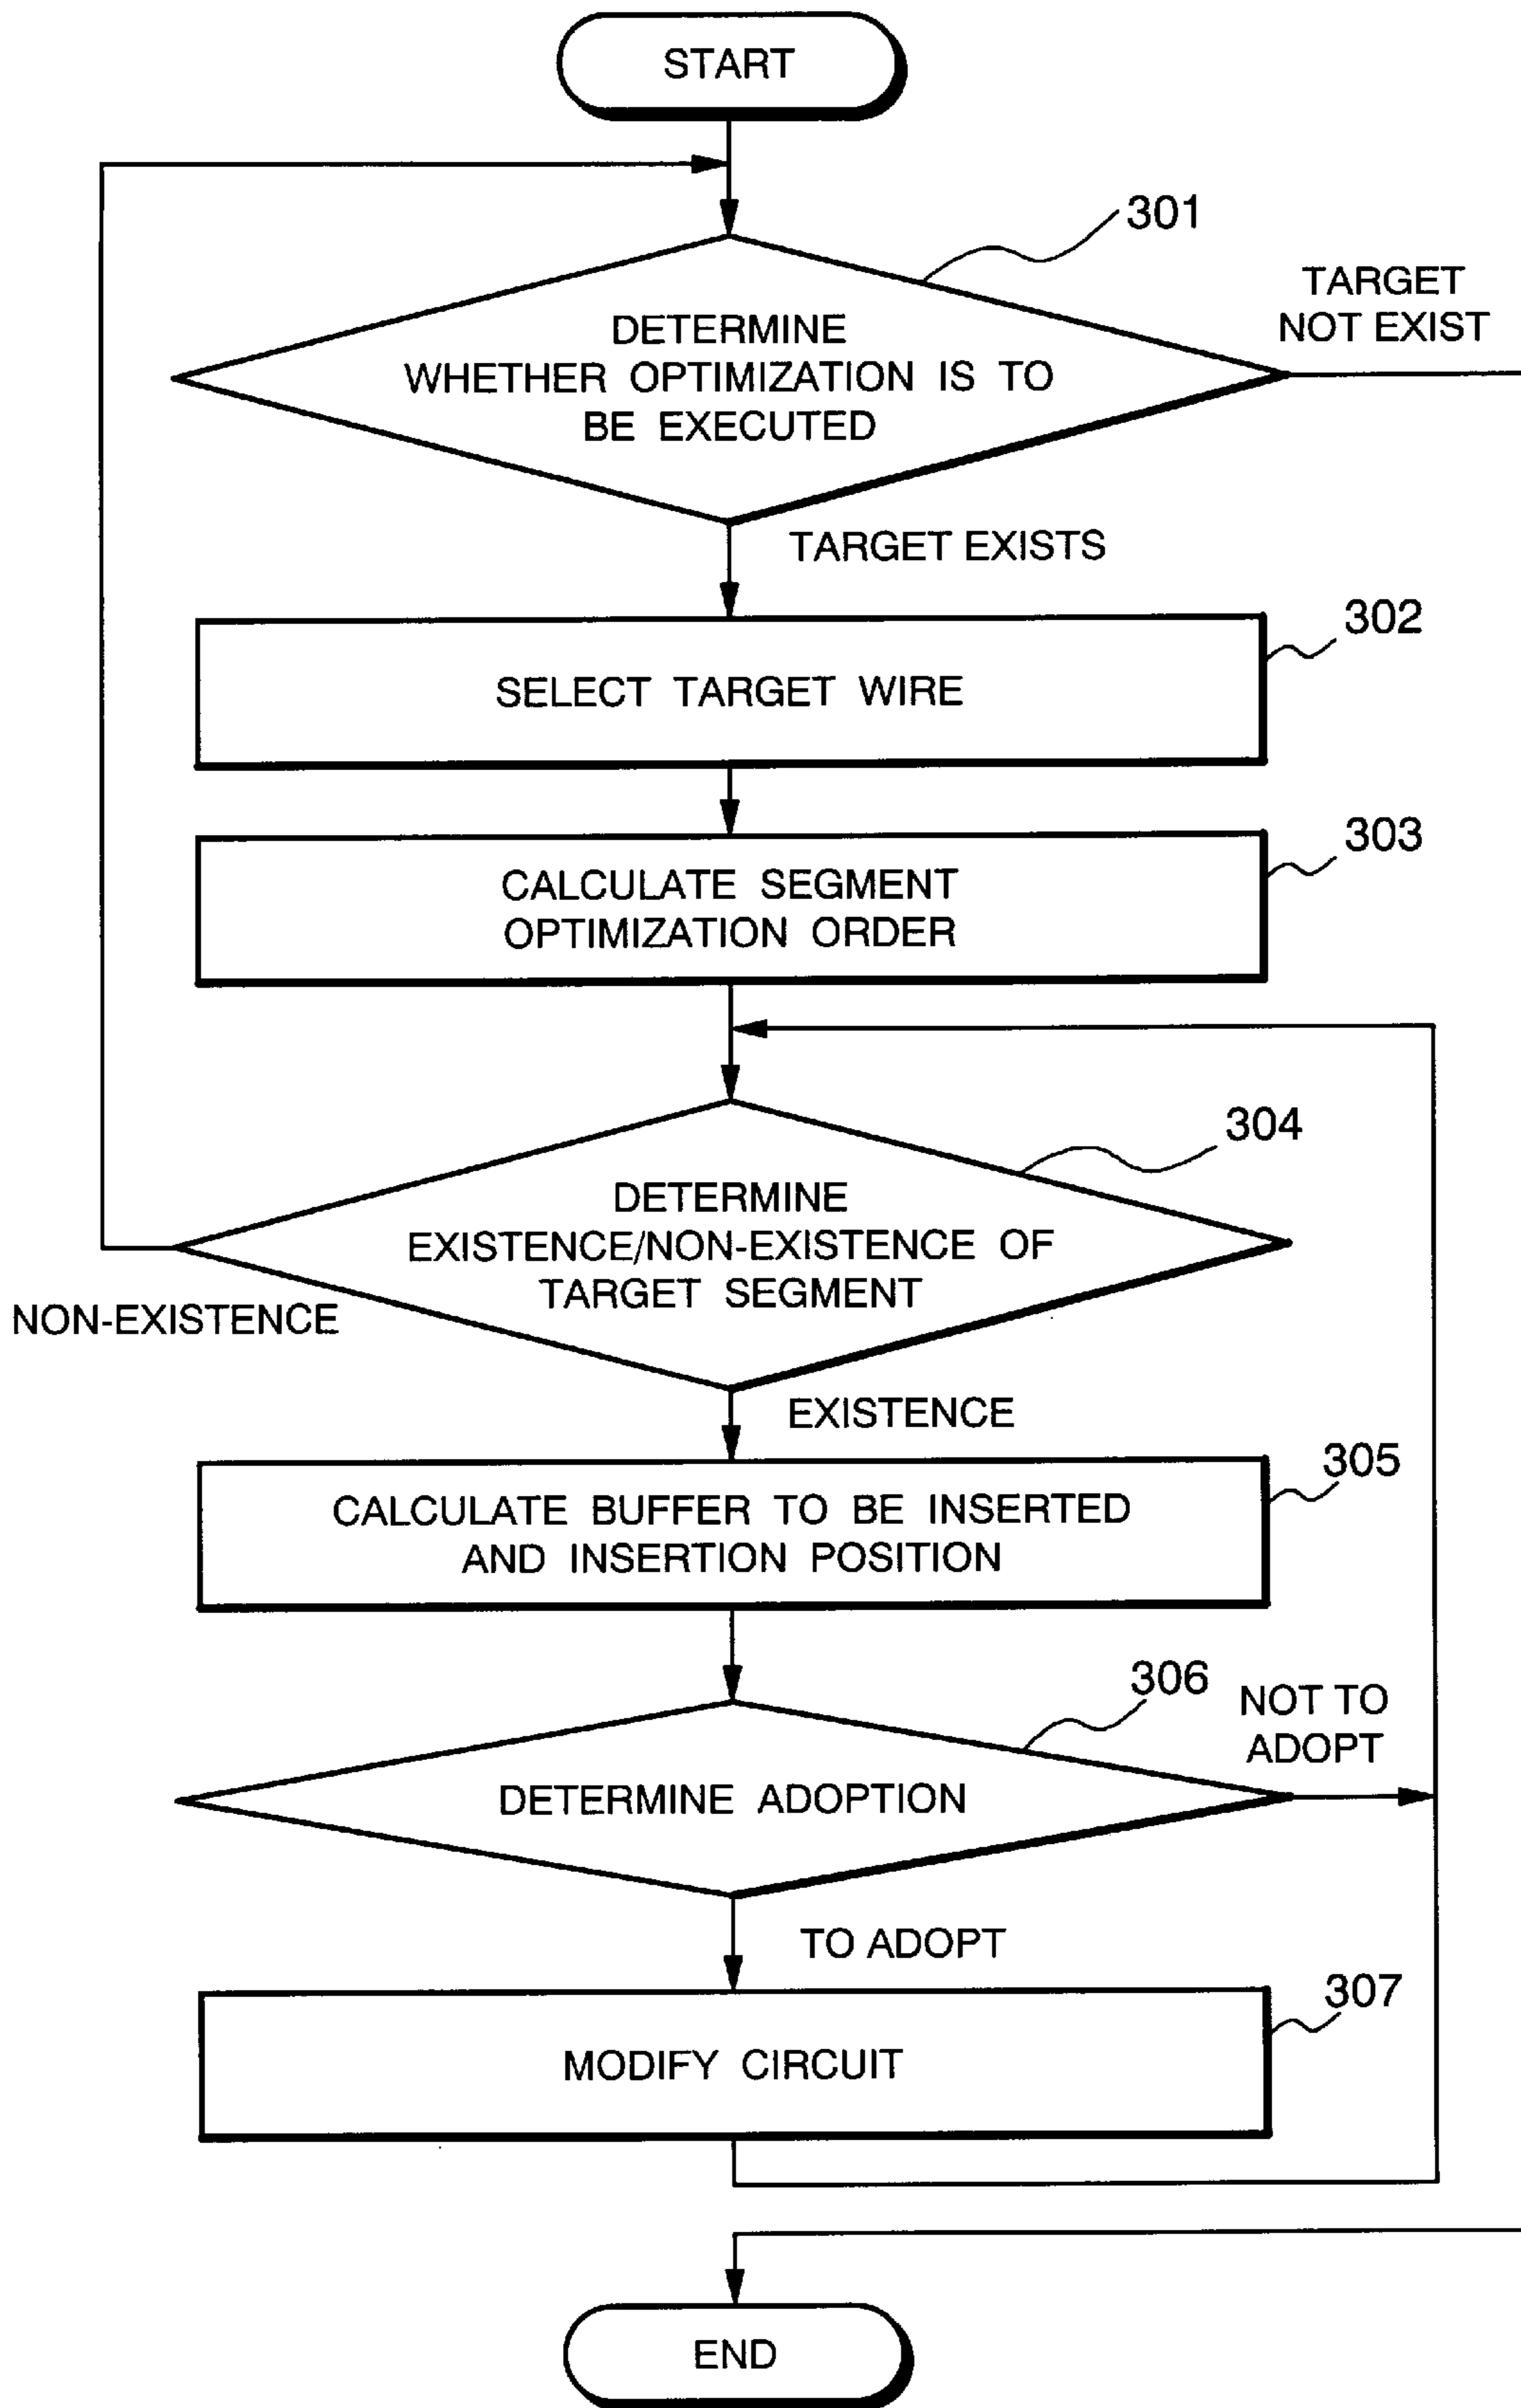 START
301
TARGET
NOT EXIST
DETERMINE
WHETHER OPTIMIZATION IS TO
BE EXECUTED
TARGET EXISTS
302
SELECT TARGET WIRE
303
CALCULATE SEGMENT
OPTIMIZATION ORDER
304
DETERMINE
EXISTENCE/NON-EXISTENCE OF
TARGET SEGMENT
NON-EXISTENCE
EXISTENCE
305
CALCULATE BUFFER TO BE INSERTED
AND INSERTION POSITION
306
NOT TO
ADOPT
DETERMINE ADOPTION
TO ADOPT
307
MODIFY CIRCUIT
END